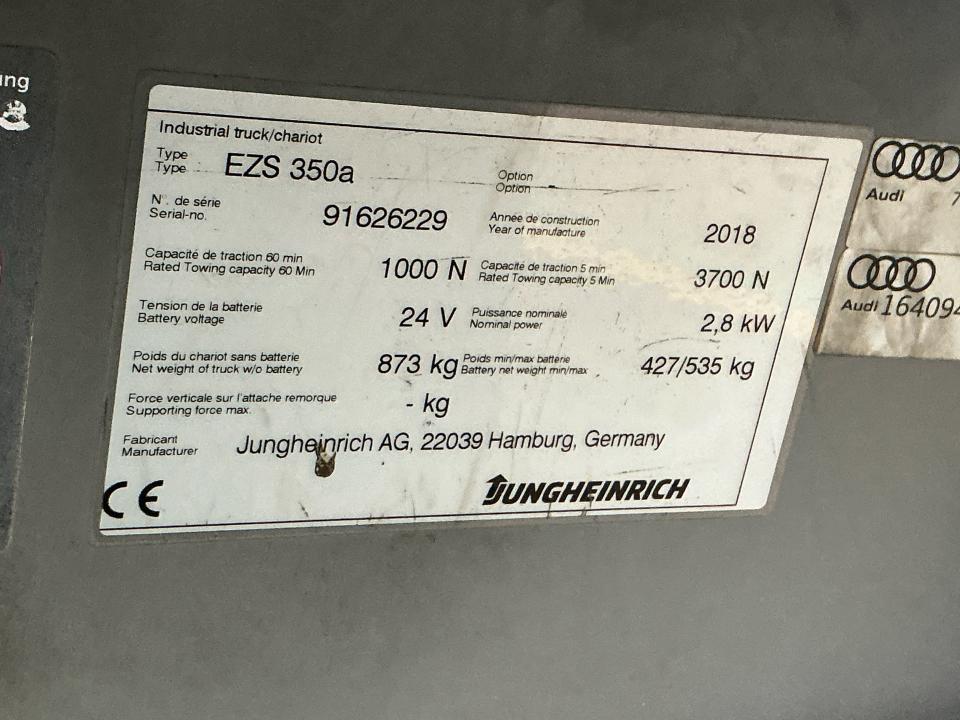 ung
Industrial truck/chariot
Type
Type
EZS 350a
Option
Option -
N°. de série
Serial-no.
91626229
Année de construction
Year of manufacture
2018
Capacité de traction 60 min
Rated Towing capacity 60 Min
1000 N
Capacité de traction 5 min
Rated Towing capacity 5 Min
3700 N
Tension de la batterie
Battery voltage
24 V
Puissance nominale
Nominal power
2,8 kW
Poids du chariot sans batterie
Net weight of truck w/o battery
873 kg
Poids min/max batterie
Battery net weight min/max
427/535 kg
Force verticale sur l'attache remorque
Supporting force max.
- kg
Fabricant
Manufacturer
Jungheinrich AG, 22039 Hamburg, Germany
CE
JUNGHEINRICH
Audi
Audi 164094